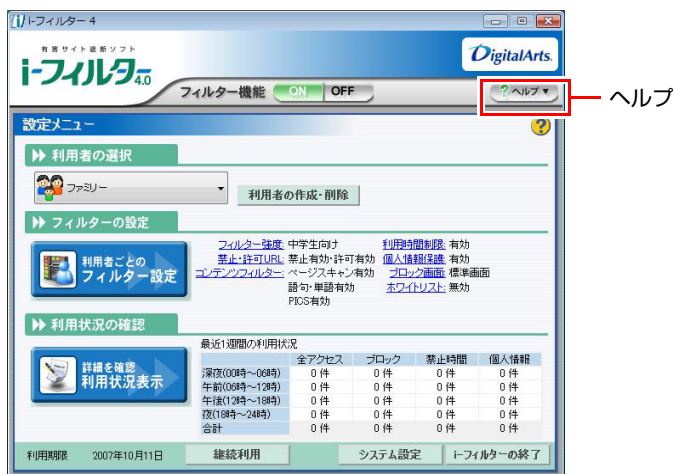 i-フィルター 4
有害サイト遮断ソフト
i-フィルター4.0
DigitalArts.
フィルター機能 ON OFF
?ヘルプ▼
ヘルプ
設定メニュー
?
利用者の選択
ファミリー
利用者の作成・削除
フィルターの設定
利用者ごとの
フィルター設定
フィルター強度: 中学生向け 利用時間制限: 有効
禁止・許可URL: 禁止有効・許可有効 個人情報保護: 有効
コンテンツフィルター: ページスキャン有効 ブロック画面: 標準画面
語句・単語有効 ホワイトリスト: 無効
PICS有効
利用状況の確認
詳細を確認
利用状況表示
最近1週間の利用状況
全アクセス ブロック 禁止時間 個人情報
深夜(00時～06時) 0 件 0 件 0 件 0 件
午前(06時～12時) 0 件 0 件 0 件 0 件
午後(12時～18時) 0 件 0 件 0 件 0 件
夜(18時～24時) 0 件 0 件 0 件 0 件
合計 0 件 0 件 0 件 0 件
利用期限 2007年10月11日 継続利用 システム設定 i-フィルターの終了